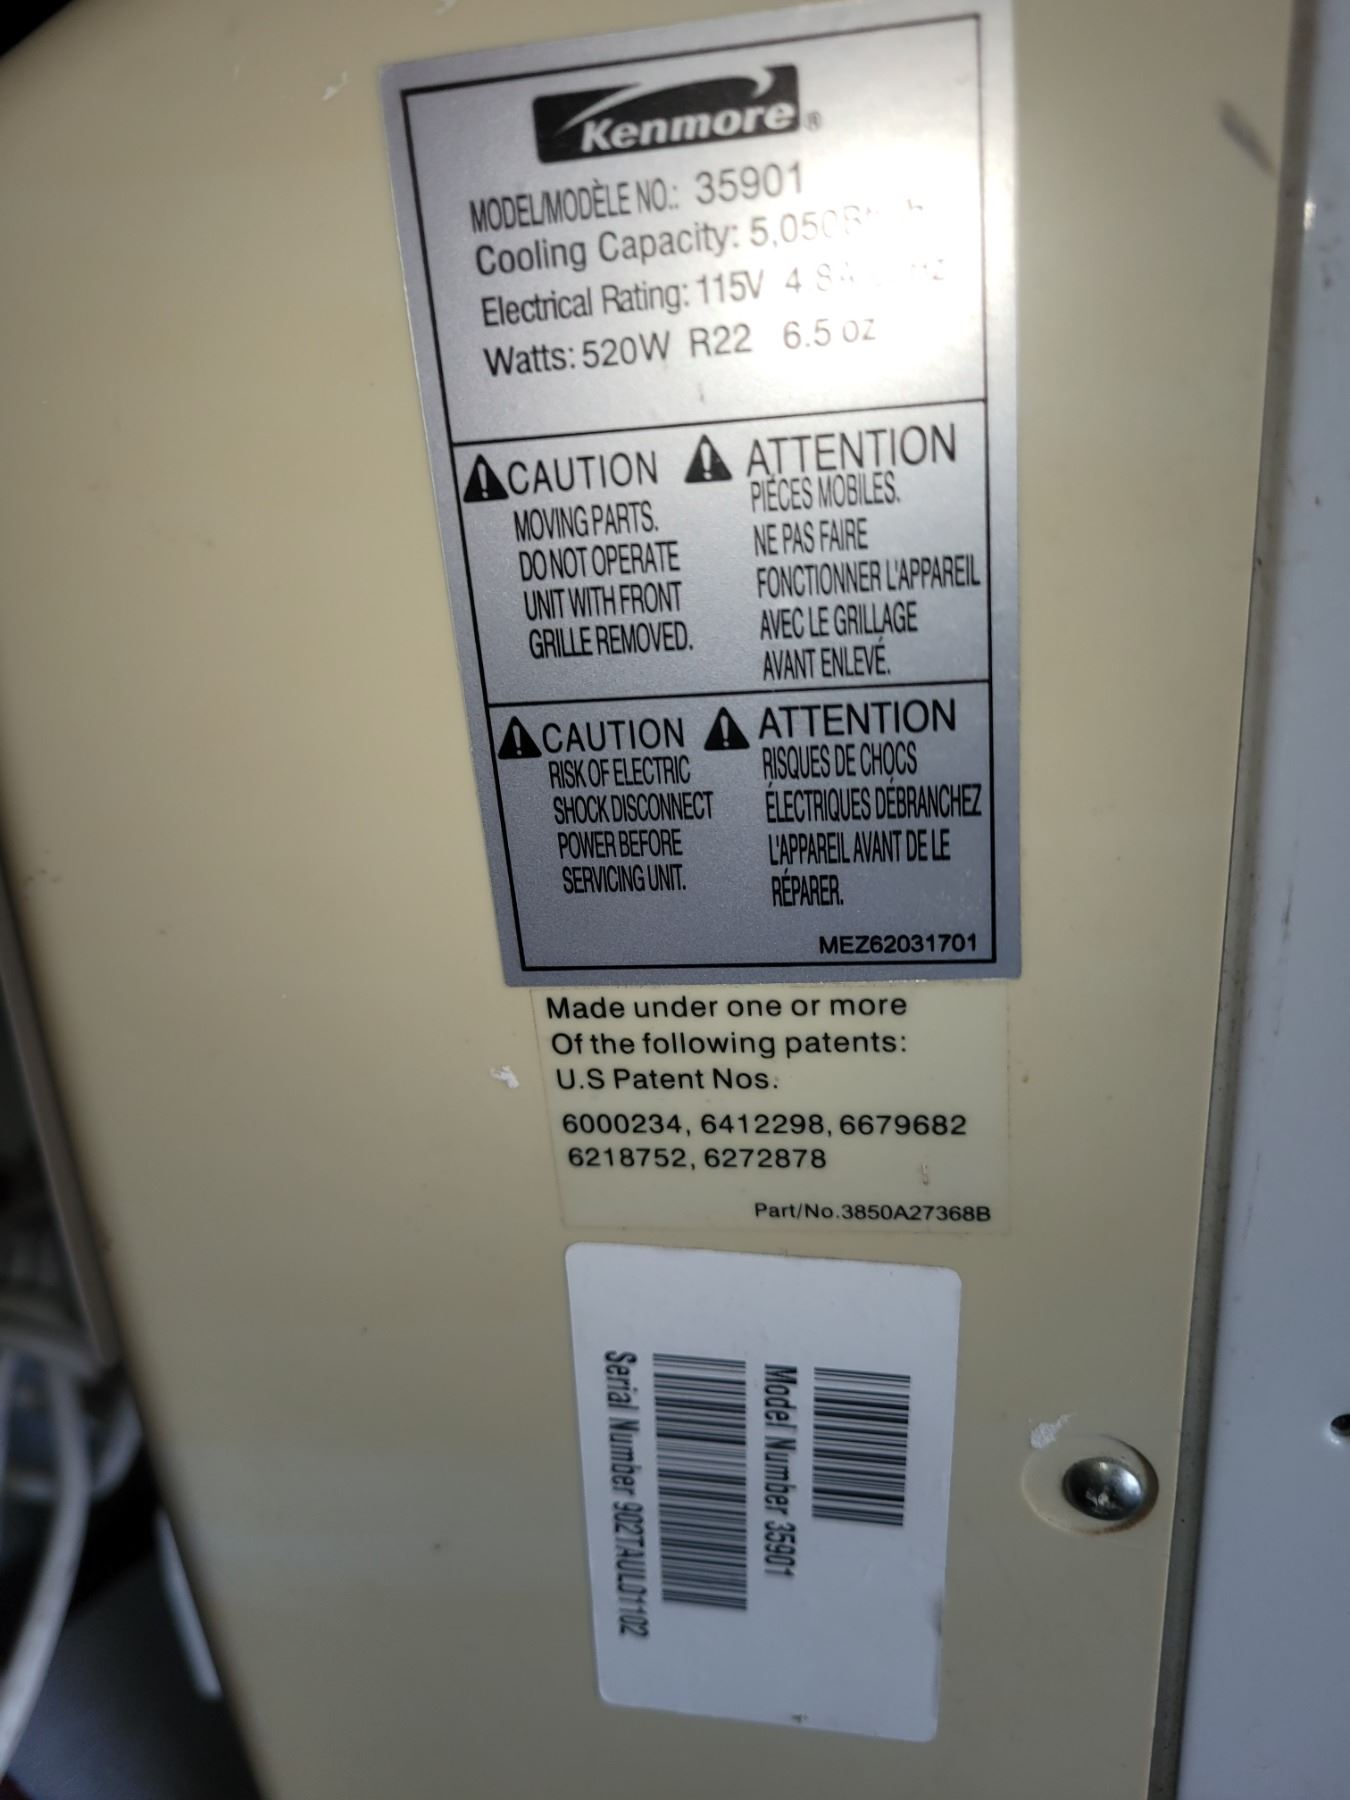 Kenmore®
MODEL/MODÈLE NO.: 35901
Cooling Capacity: 5,050
Electrical Rating: 115V
Watts: 520W R22 6.5 oz
CAUTION
MOVING PARTS.
DO NOT OPERATE
UNIT WITH FRONT
GRILLE REMOVED.
ATTENTION
PIÉCES MOBILES.
NE PAS FAIRE
FONCTIONNER L'APPAREIL
AVEC LE GRILLAGE
AVANT ENLEVÉ.
CAUTION
RISK OF ELECTRIC
SHOCK DISCONNECT
POWER BEFORE
SERVICING UNIT.
ATTENTION
RISQUES DE CHOCS
ÉLECTRIQUES DÉBRANCHEZ
L'APPAREIL AVANT DE LE
RÉPARER.
MEZ62031701
Made under one or more
Of the following patents:
U.S Patent Nos.
6000234, 6412298, 6679682
6218752, 6272878
Part/No.3850A27368B
Model Number 35901
Serial Number 902TAUL01102